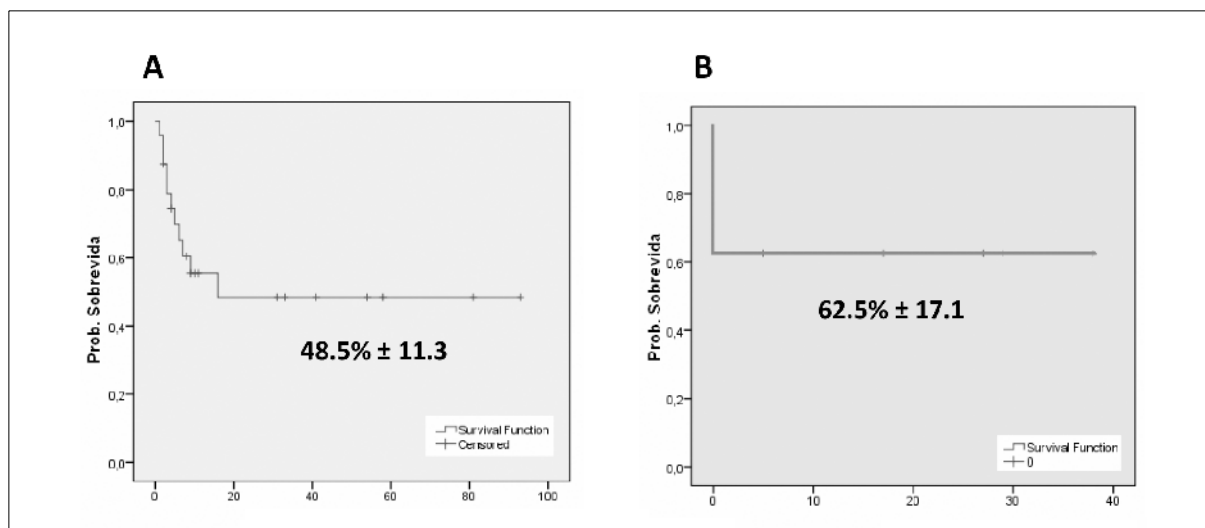 A
1,0
0,8
0,6
0,4
0,2
0,0
Prob. Sobrevida
48.5% ± 11.3
Survival Function
Censored
0
20
40
60
80
100
B
1,0
0,8
0,6
0,4
0,2
0,0
Prob. Sobrevida
62.5% ± 17.1
Survival Function
0
0
10
20
30
40